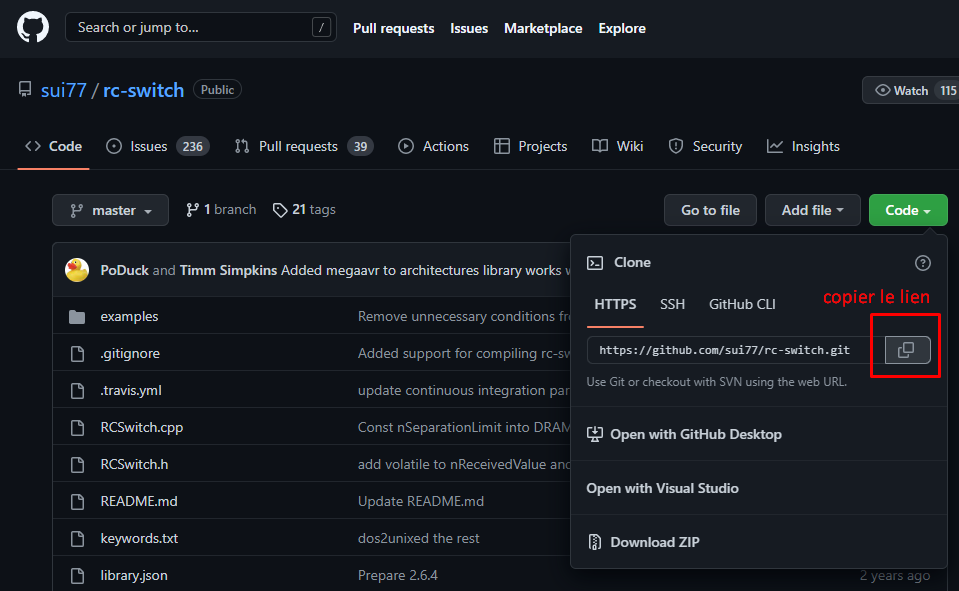 Search or jump to... /
Pull requests Issues Marketplace Explore
sui77 / rc-switch Public
Watch 115
Code Issues 236 Pull requests 39 Actions Projects Wiki Security Insights
master 1 branch 21 tags Go to file Add file Code
PoDuck and Timm Simpkins Added megaavr to architectures library works
examples Remove unnecessary conditions
.gitignore Added support for compiling
.travis.yml update continuous integration
RCSwitch.cpp Const nSeparationLimit into DRAM
RCSwitch.h add volatile to nReceivedValue and
README.md Update README.md
keywords.txt dos2unixed the rest
library.json Prepare 2.6.4 2 years ago
Clone
HTTPS SSH GitHub CLI
copier le lien
https://github.com/sui77/rc-switch.git
Use Git or checkout with SVN using the web URL.
Open with GitHub Desktop
Open with Visual Studio
Download ZIP